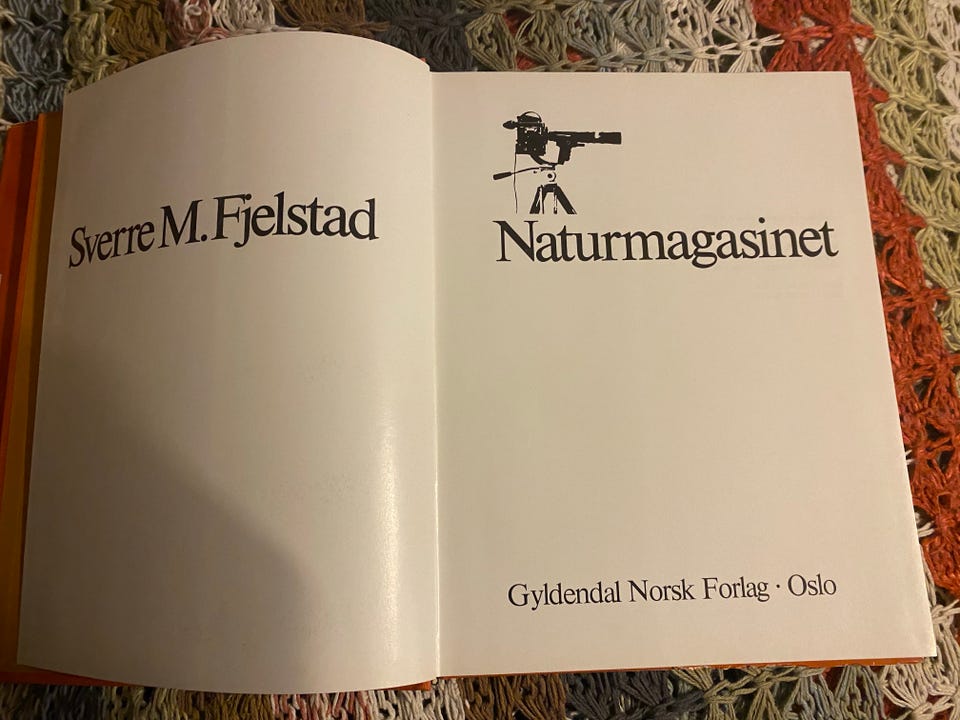 Sverre M. Fjelstad
Naturmagasinet
Gyldendal Norsk Forlag · Oslo